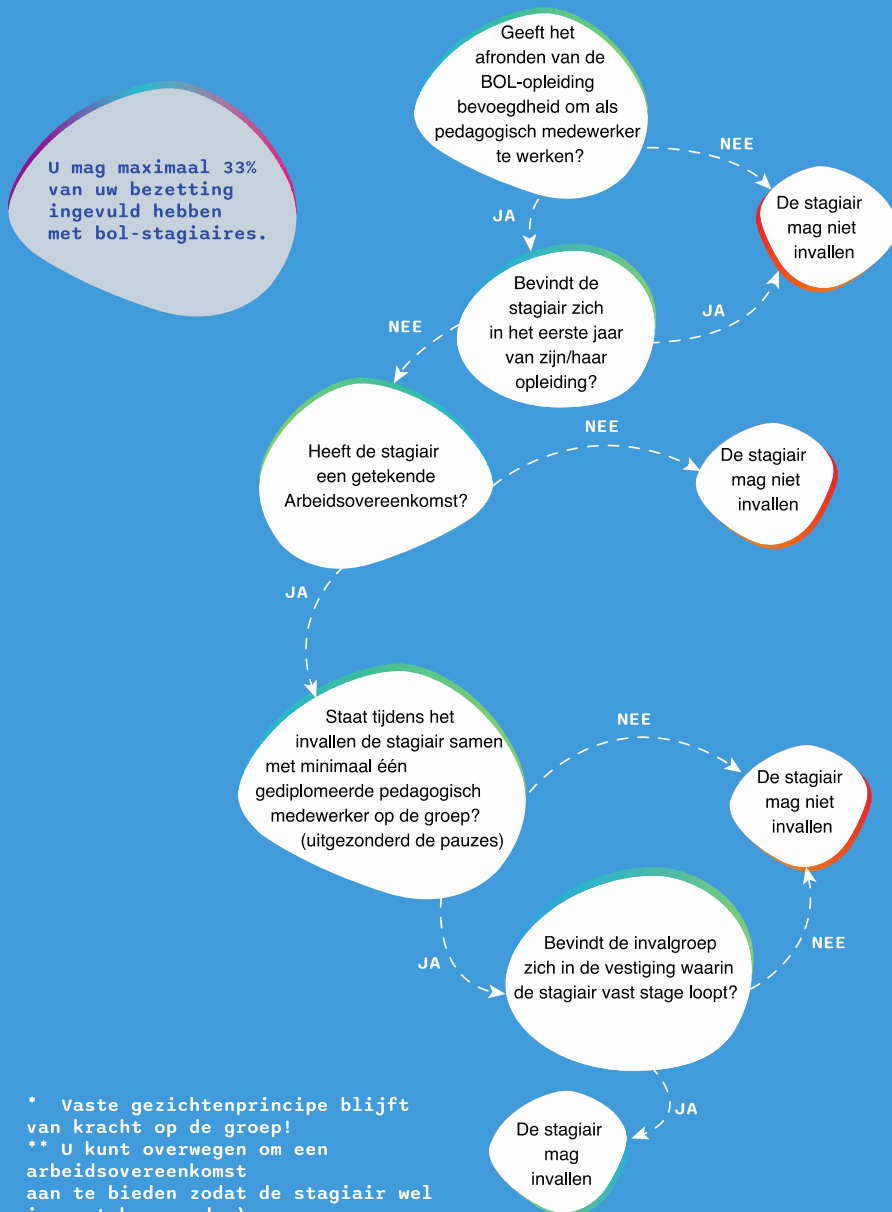 Geeft het
afronden van de
BOL-opleiding
bevoegdheid om als
pedagogisch medewerker
te werken?
U mag maximaal 33%
van uw bezetting
ingevuld hebben
met bol-stagiaires.
NEE
De stagiair
mag niet
invallen
JA
Bevindt de
stagiair zich
in het eerste jaar
van zijn/haar
opleiding?
JA
NEE
Heeft de stagiair
een getekende
Arbeidsovereenkomst?
NEE
De stagiair
mag niet
invallen
JA
Staat tijdens het
invallen de stagiair samen
met minimaal één
gediplomeerde pedagogisch
medewerker op de groep?
(uitgezonderd de pauzes)
NEE
De stagiair
mag niet
invallen
JA
Bevindt de invalgroep
zich in de vestiging waarin
de stagiair vast stage loopt?
NEE
JA
De stagiair
mag
invallen
* Vaste gezichtenprincipe blijft
van kracht op de groep!
** U kunt overwegen om een
arbeidsovereenkomst
aan te bieden zodat de stagiair wel